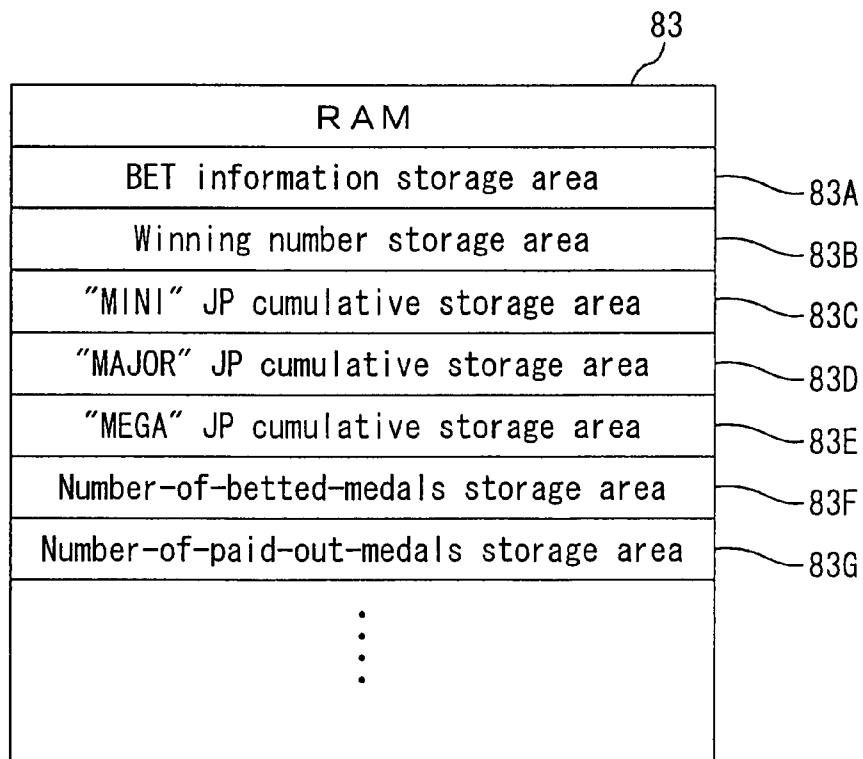 83
RAM
BET information storage area
83A
Winning number storage area
83B
"MINI" JP cumulative storage area
83C
"MAJOR" JP cumulative storage area
83D
"MEGA" JP cumulative storage area
83E
Number-of-betted-medals storage area
83F
Number-of-paid-out-medals storage area
83G